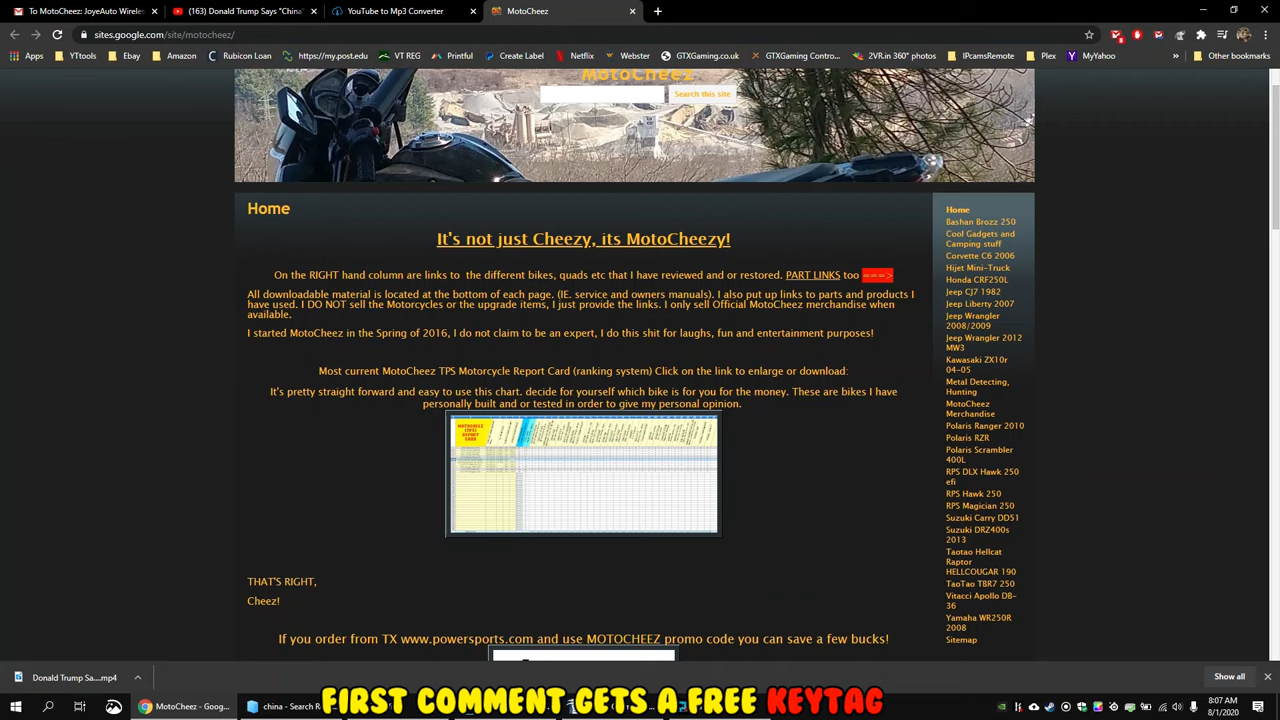 To MotoCheez, JoyArte Wireles
(163) Donald Trump Says "China"
Youtube to Mp3 Converter
MotoCheez
sites.google.com/site/motocheez/
Apps
YTtools
Ebay
Amazon
Rubicon Loan
https://my.post.edu
VT REG
Printful
Create Label
Netflix
Webster
GTXGaming.co.uk
GTXGaming Contro...
2VR.in 360° photos
IPcamsRemote
Plex
MyYahoo
»
Other bookmarks
MotoCheez
Search this site
Home
It's not just Cheezy, its MotoCheezy!
On the RIGHT hand column are links to the different bikes, quads etc that I have reviewed and or restored. PART LINKS too ===>
All downloadable material is located at the bottom of each page. (IE. service and owners manuals). I also put up links to parts and products I
have used. I DO NOT sell the Motorcycles or the upgrade items, I just provide the links. I only sell Official MotoCheez merchandise when
available.
I started MotoCheez in the Spring of 2016, I do not claim to be an expert, I do this shit for laughs, fun and entertainment purposes!
Most current MotoCheez TPS Motorcycle Report Card (ranking system) Click on the link to enlarge or download:
It's pretty straight forward and easy to use this chart. decide for yourself which bike is for you for the money. These are bikes I have
personally built and or tested in order to give my personal opinion.
MOTOCHEEZ
(TPS)
REPORT
CARD
THAT'S RIGHT,
Cheez!
If you order from TX www.powersports.com and use MOTOCHEEZ promo code you can save a few bucks!
Home
Bashan Brozz 250
Cool Gadgets and
Camping stuff
Corvette C6 2006
Hijet Mini-Truck
Honda CRF250L
Jeep CJ7 1982
Jeep Liberty 2007
Jeep Wrangler
2008/2009
Jeep Wrangler 2012
MW3
Kawasaki ZX10r
04-05
Metal Detecting,
Hunting
MotoCheez
Merchandise
Polaris Ranger 2010
Polaris RZR
Polaris Scrambler
400L
RPS DLX Hawk 250
efi
RPS Hawk 250
RPS Magician 250
Suzuki Carry DD51
Suzuki DRZ400s
2013
Taotao Hellcat
Raptor
HELLCOUGAR 190
TaoTao TBR7 250
Vitacci Apollo DB-
36
Yamaha WR250R
2008
Sitemap
Donald Trump Sa....mp4
Show all
MotoCheez - Goog...
china - Search Resul...
FIRST COMMENT GETS A FREE KEYTAG
8:07 AM
8/1/2020